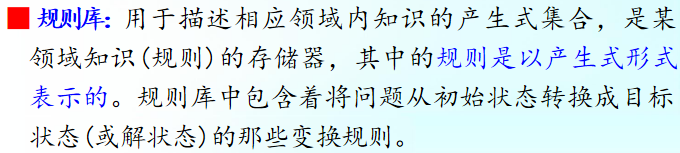 规则库：用于描述相应领域内知识的产生式集合，是某
领域知识(规则)的存储器，其中的规则是以产生式形式
表示的。规则库中包含着将问题从初始状态转换成目标
状态(或解状态)的那些变换规则。